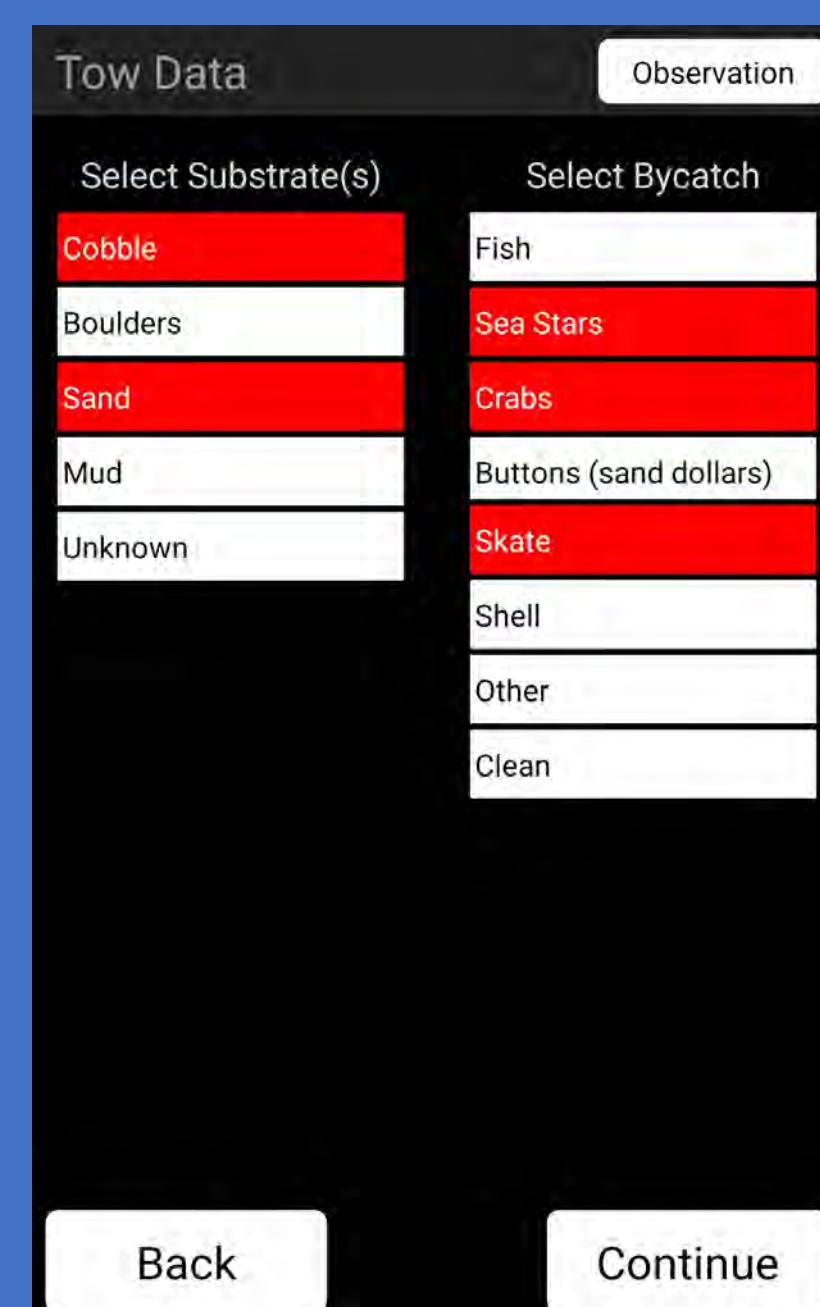 Tow Data
Observation
Select Substrate(s)
Cobble
Boulders
Sand
Mud
Unknown
Select Bycatch
Fish
Sea Stars
Crabs
Buttons (sand dollars)
Skate
Shell
Other
Clean
Back
Continue